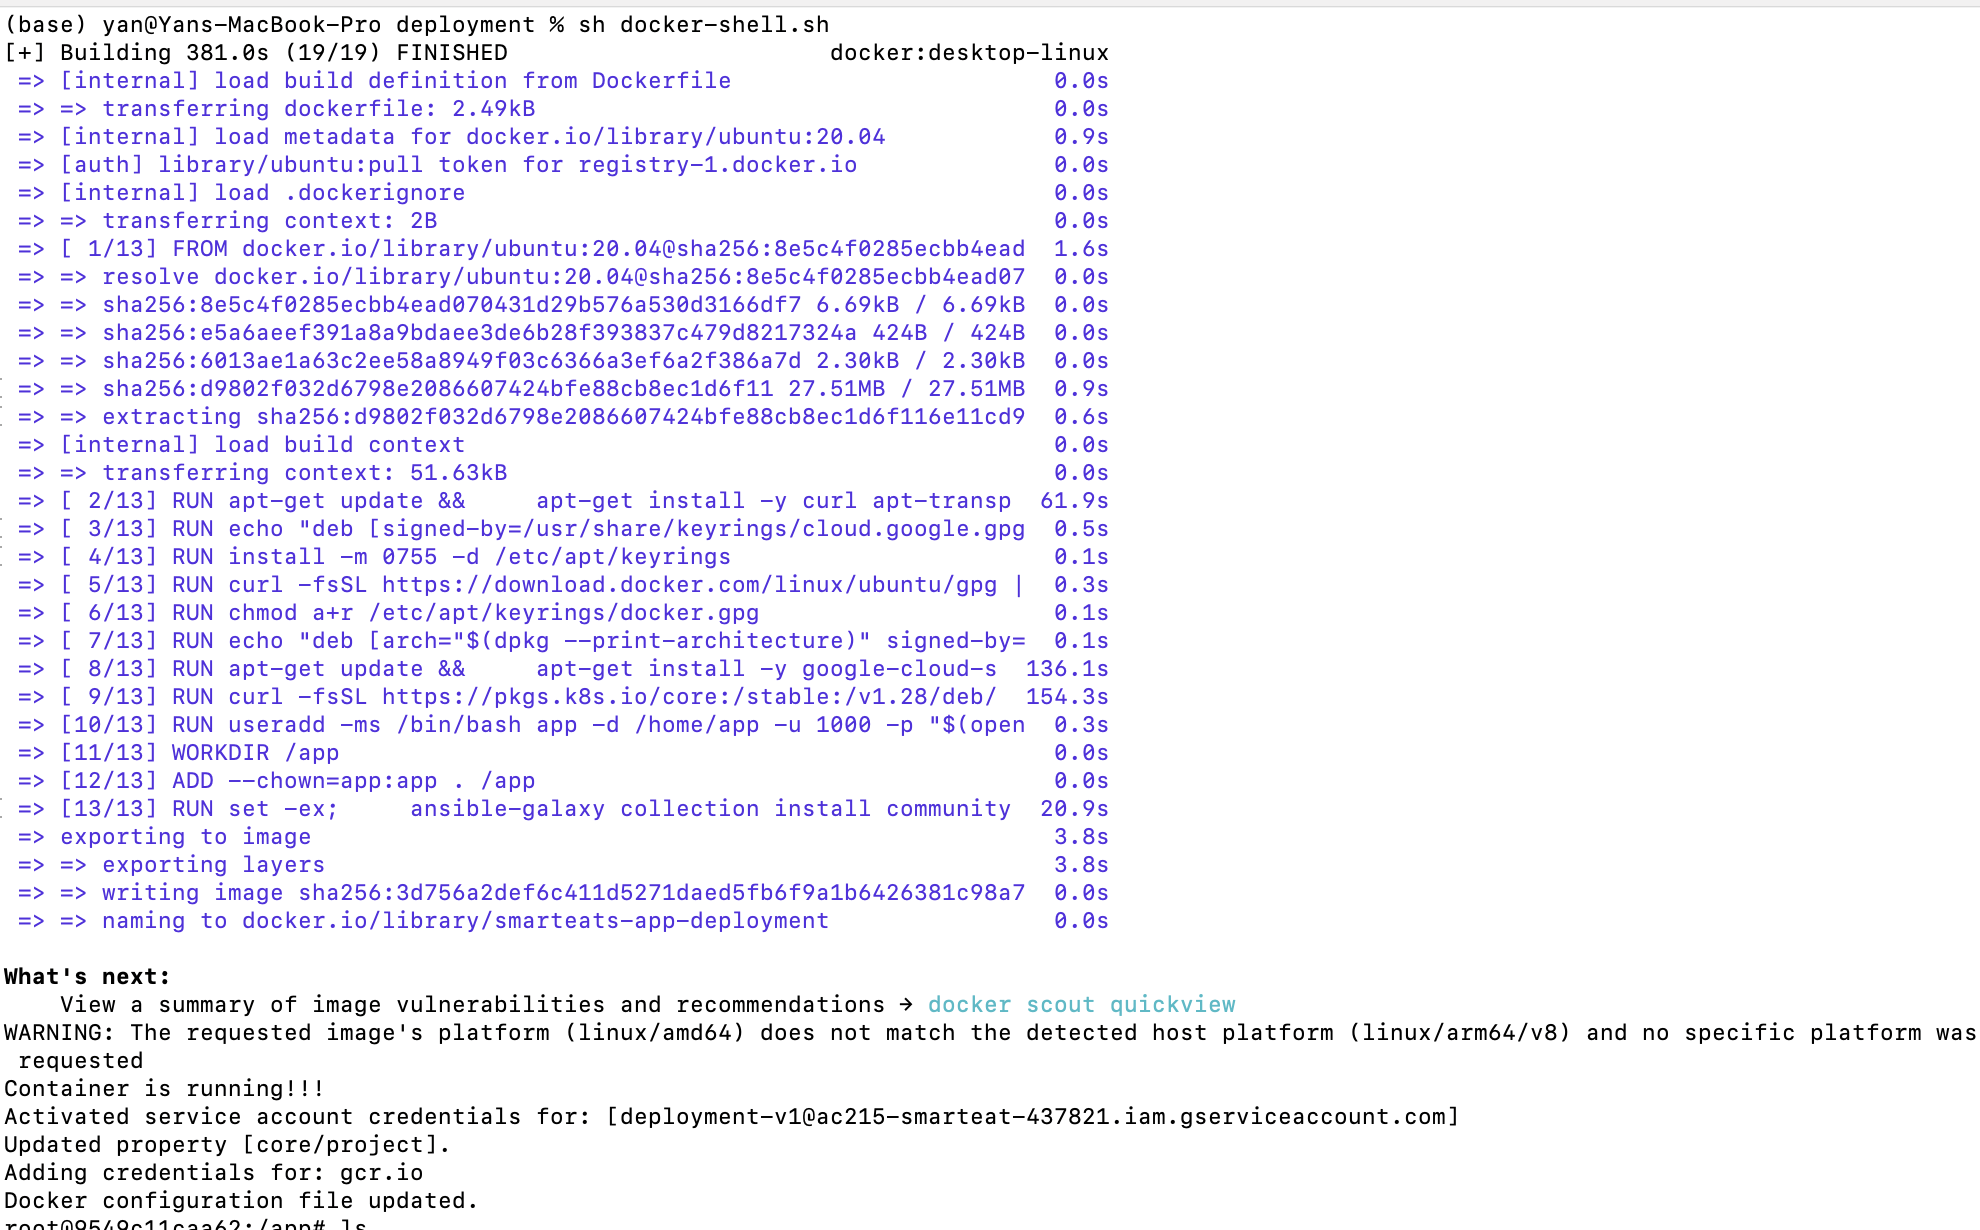 (base) yan@Yans-MacBook-Pro deployment % sh docker-shell.sh
[+] Building 381.0s (19/19) FINISHED docker:desktop-linux
=> [internal] load build definition from Dockerfile 0.0s
=> => transferring dockerfile: 2.49kB 0.0s
=> [internal] load metadata for docker.io/library/ubuntu:20.04 0.9s
=> [auth] library/ubuntu:pull token for registry-1.docker.io 0.0s
=> [internal] load .dockerignore 0.0s
=> => transferring context: 2B 0.0s
=> [ 1/13] FROM docker.io/library/ubuntu:20.04@sha256:8e5c4f0285ecbb4ead 1.6s
=> => resolve docker.io/library/ubuntu:20.04@sha256:8e5c4f0285ecbb4ead07 0.0s
=> => sha256:8e5c4f0285ecbb4ead070431d29b576a530d3166df7 6.69kB / 6.69kB 0.0s
=> => sha256:e5a6aeef391a8a9bdaee3de6b28f393837c479d8217324a 424B / 424B 0.0s
=> => sha256:6013ae1a63c2ee58a8949f03c6366a3ef6a2f386a7d 2.30kB / 2.30kB 0.0s
=> => sha256:d9802f032d6798e2086607424bfe88cb8ec1d6f11 27.51MB / 27.51MB 0.9s
=> => extracting sha256:d9802f032d6798e2086607424bfe88cb8ec1d6f116e11cd9 0.6s
=> [internal] load build context 0.0s
=> => transferring context: 51.63kB 0.0s
=> [ 2/13] RUN apt-get update && apt-get install -y curl apt-transp 61.9s
=> [ 3/13] RUN echo "deb [signed-by=/usr/share/keyrings/cloud.google.gpg 0.5s
=> [ 4/13] RUN install -m 0755 -d /etc/apt/keyrings 0.1s
=> [ 5/13] RUN curl -fsSL https://download.docker.com/linux/ubuntu/gpg | 0.3s
=> [ 6/13] RUN chmod a+r /etc/apt/keyrings/docker.gpg 0.1s
=> [ 7/13] RUN echo "deb [arch="$(dpkg --print-architecture)" signed-by= 0.1s
=> [ 8/13] RUN apt-get update && apt-get install -y google-cloud-s 136.1s
=> [ 9/13] RUN curl -fsSL https://pkgs.k8s.io/core:/stable:/v1.28/deb/ 154.3s
=> [10/13] RUN useradd -ms /bin/bash app -d /home/app -u 1000 -p "$(open 0.3s
=> [11/13] WORKDIR /app 0.0s
=> [12/13] ADD --chown=app:app . /app 0.0s
=> [13/13] RUN set -ex; ansible-galaxy collection install community 20.9s
=> exporting to image 3.8s
=> => exporting layers 3.8s
=> => writing image sha256:3d756a2def6c411d5271daed5fb6f9a1b6426381c98a7 0.0s
=> => naming to docker.io/library/smarteats-app-deployment 0.0s
What's next:
View a summary of image vulnerabilities and recommendations → docker scout quickview
WARNING: The requested image's platform (linux/amd64) does not match the detected host platform (linux/arm64/v8) and no specific platform was
requested
Container is running!!!
Activated service account credentials for: [deployment-v1@ac215-smarteat-437821.iam.gserviceaccount.com]
Updated property [core/project].
Adding credentials for: gcr.io
Docker configuration file updated.
root@9549c11caa62:/app# ls